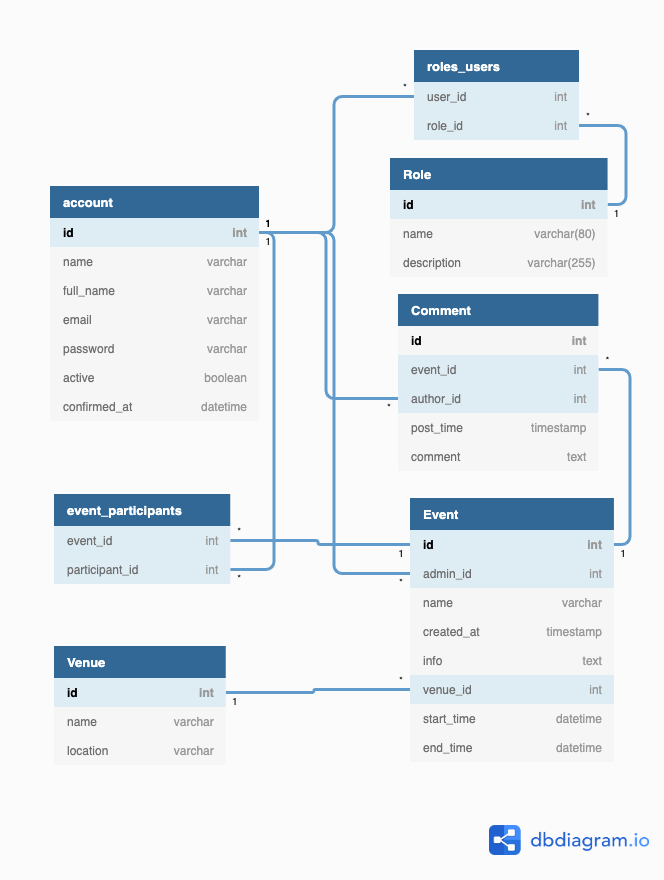 roles_users
user_id int
role_id int
Role
id int
name varchar(80)
description varchar(255)
account
id int
name varchar
full_name varchar
email varchar
password varchar
active boolean
confirmed_at datetime
Comment
id int
event_id int
author_id int
post_time timestamp
comment text
event_participants
event_id int
participant_id int
Event
id int
admin_id int
name varchar
created_at timestamp
info text
venue_id int
start_time datetime
end_time datetime
Venue
id int
name varchar
location varchar
*
*
1
1
1
*
*
*
*
1
1
*
*
1
dbdiagram.io